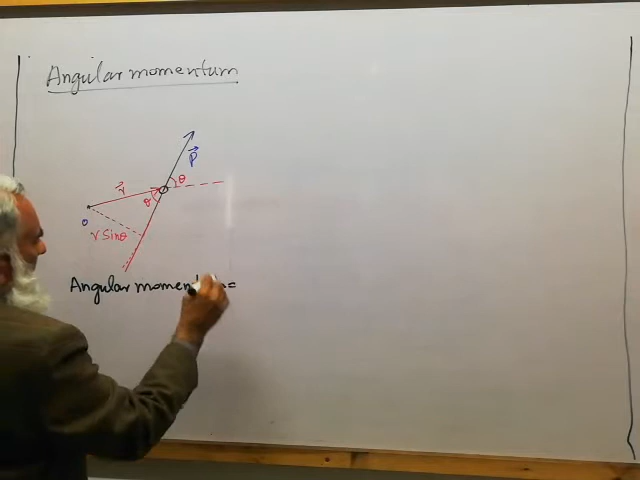 Angular momentum
P
r
θ
θ
o
r sinθ
Angular momen =